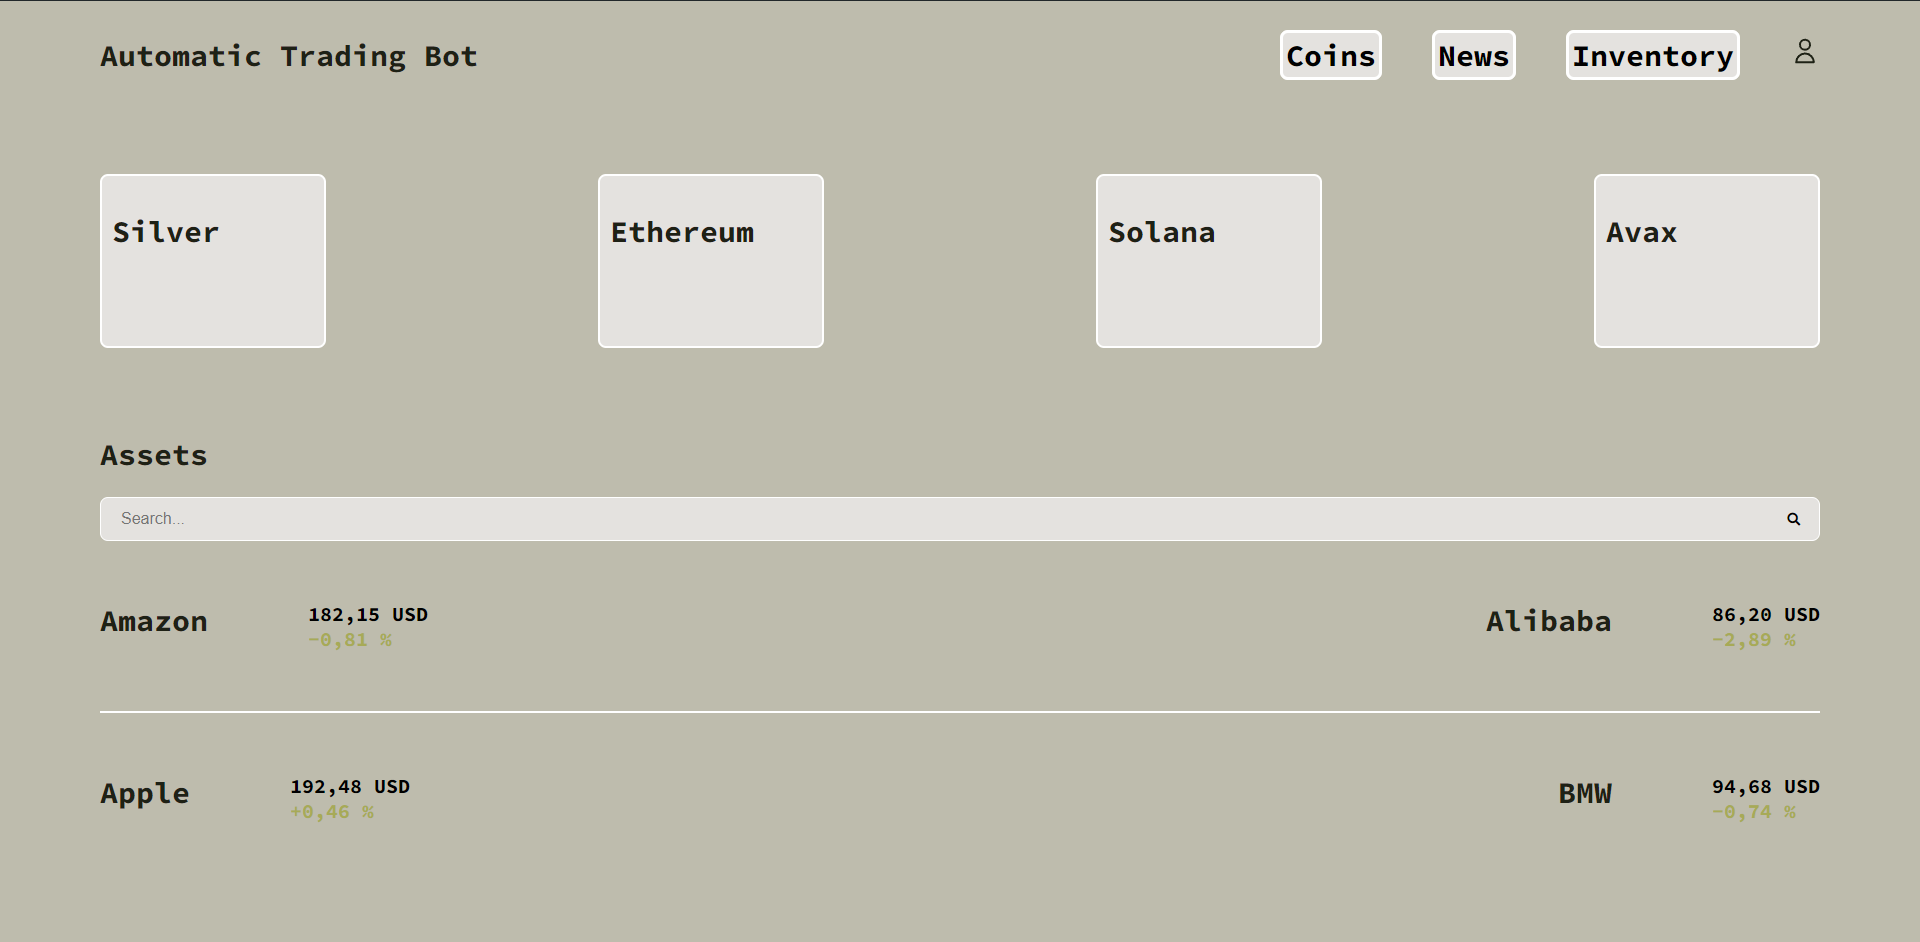 Automatic Trading Bot
Coins
News
Inventory
Silver
Ethereum
Solana
Avax
Assets
Search...
Amazon
182,15 USD
-0,81 %
Alibaba
86,20 USD
-2,89 %
Apple
192,48 USD
+0,46 %
BMW
94,68 USD
-0,74 %